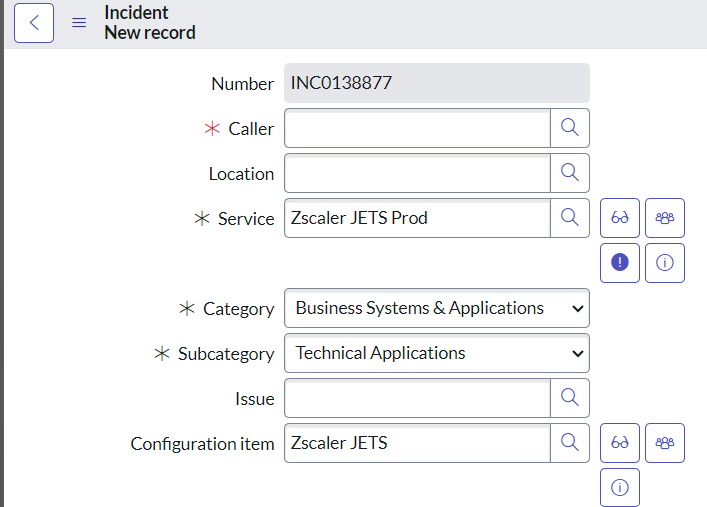 Incident
New record
Number INC0138877
Caller
Location
Service Zscaler JETS Prod
Category Business Systems & Applications
Subcategory Technical Applications
Issue
Configuration item Zscaler JETS